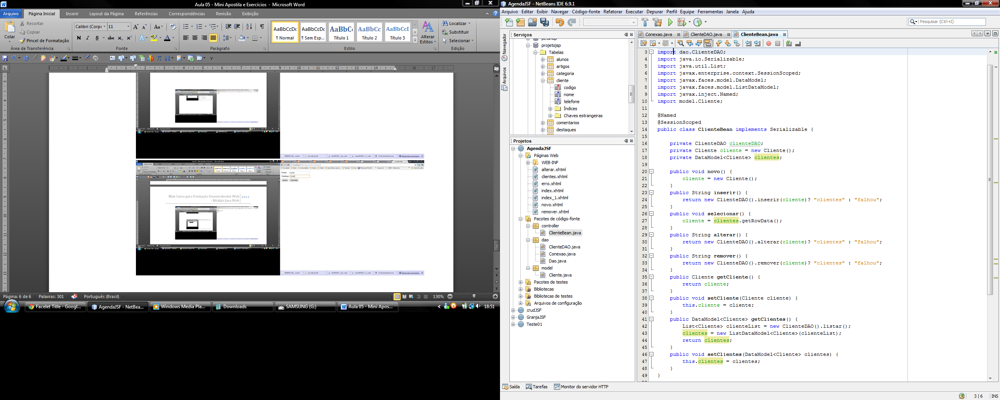 Aula 05 - Mini Apostila e Exercícios - Microsoft Word
Arquivo Página Inicial Inserir Layout da Página Referências Correspondências Revisão Exibição
Colar
Recortar
Copiar
Pincel de Formatação
Área de Transferência
Calibri (Corpo 11
Fonte
Parágrafo
AaBbCcDc AaBbCcDc AaBbC AaBbCc AaBbCcI
¶ Normal ¶ Sem Esp... Título 1 Título 2 Título 3
Alterar Estilos
Estilo
Localizar
Substituir
Selecionar
Edição
Mini Curso para Formação Desenvolvedor Web 2011
- Módulo Java Web
Nome Lucas
Telefone 12345
Inserir Cancelar
Página: 6 de 6 Palavras: 301 Português (Brasil) 130%
Facelet Title - Googl... AgendaJSF - NetBea... Windows Media Pla... Downloads SAMSUNG (G:) Aula 05 - Mini Apos... 18:51
AgendaJSF - NetBeans IDE 6.9.1
Arquivo Editar Exibir Navegar Código-fonte Refatorar Executar Depurar Perfil Equipe Ferramentas Janela Ajuda
Pesquisar (Ctrl+I)
Navegador
Arquivos
Serviços
petshop
projetojsp
Tabelas
alunos
artigos
categoria
cliente
codigo
nome
telefone
Índices
Chaves estrangeiras
comentarios
destaques
Projetos
AgendaJSF
Páginas Web
WEB-INF
alterar.xhtml
clientes.xhtml
erro.xhtml
index.xhtml
index_1.xhtml
novo.xhtml
remover.xhtml
Pacotes de código-fonte
controller
ClienteBean.java
dao
ClienteDAO.java
Conexao.java
Dao.java
model
Cliente.java
Pacotes de testes
Bibliotecas
Bibliotecas de testes
Arquivos de configuração
crudJSF
GranjaJSF
Teste01
Conexao.java ClienteDAO.java ClienteBean.java
3 import dao.ClienteDAO;
4 import java.io.Serializable;
5 import java.util.List;
6 import javax.enterprise.context.SessionScoped;
7 import javax.faces.model.DataModel;
8 import javax.faces.model.ListDataModel;
9 import javax.inject.Named;
10 import model.Cliente;
11
12 @Named
13 @SessionScoped
14 public class ClienteBean implements Serializable {
15
16 private ClienteDAO clienteDAO;
17 private Cliente cliente = new Cliente();
18 private DataModel<Cliente> clientes;
19
20 public void novo() {
21 cliente = new Cliente();
22 }
23 public String inserir() {
24 return new ClienteDAO().inserir(cliente)? "clientes" : "falhou";
25 }
26 public void selecionar() {
27 cliente = clientes.getRowData();
28 }
29 public String alterar() {
30 return new ClienteDAO().alterar(cliente)? "clientes" : "falhou";
31 }
32 public String remover() {
33 return new ClienteDAO().remover(cliente)? "clientes" : "falhou";
34 }
35 public Cliente getCliente() {
36 return cliente;
37 }
38 public void setCliente(Cliente cliente) {
39 this.cliente = cliente;
40 }
41 public DataModel<Cliente> getClientes() {
42 List<Cliente> clienteList = new ClienteDAO().listar();
43 clientes = new ListDataModel<Cliente>(clienteList);
44 return clientes;
45 }
46 public void setClientes(DataModel<Cliente> clientes) {
47 this.clientes = clientes;
48 }
49 }
Saída Tarefas Monitor do servidor HTTP
3 | 6 INS